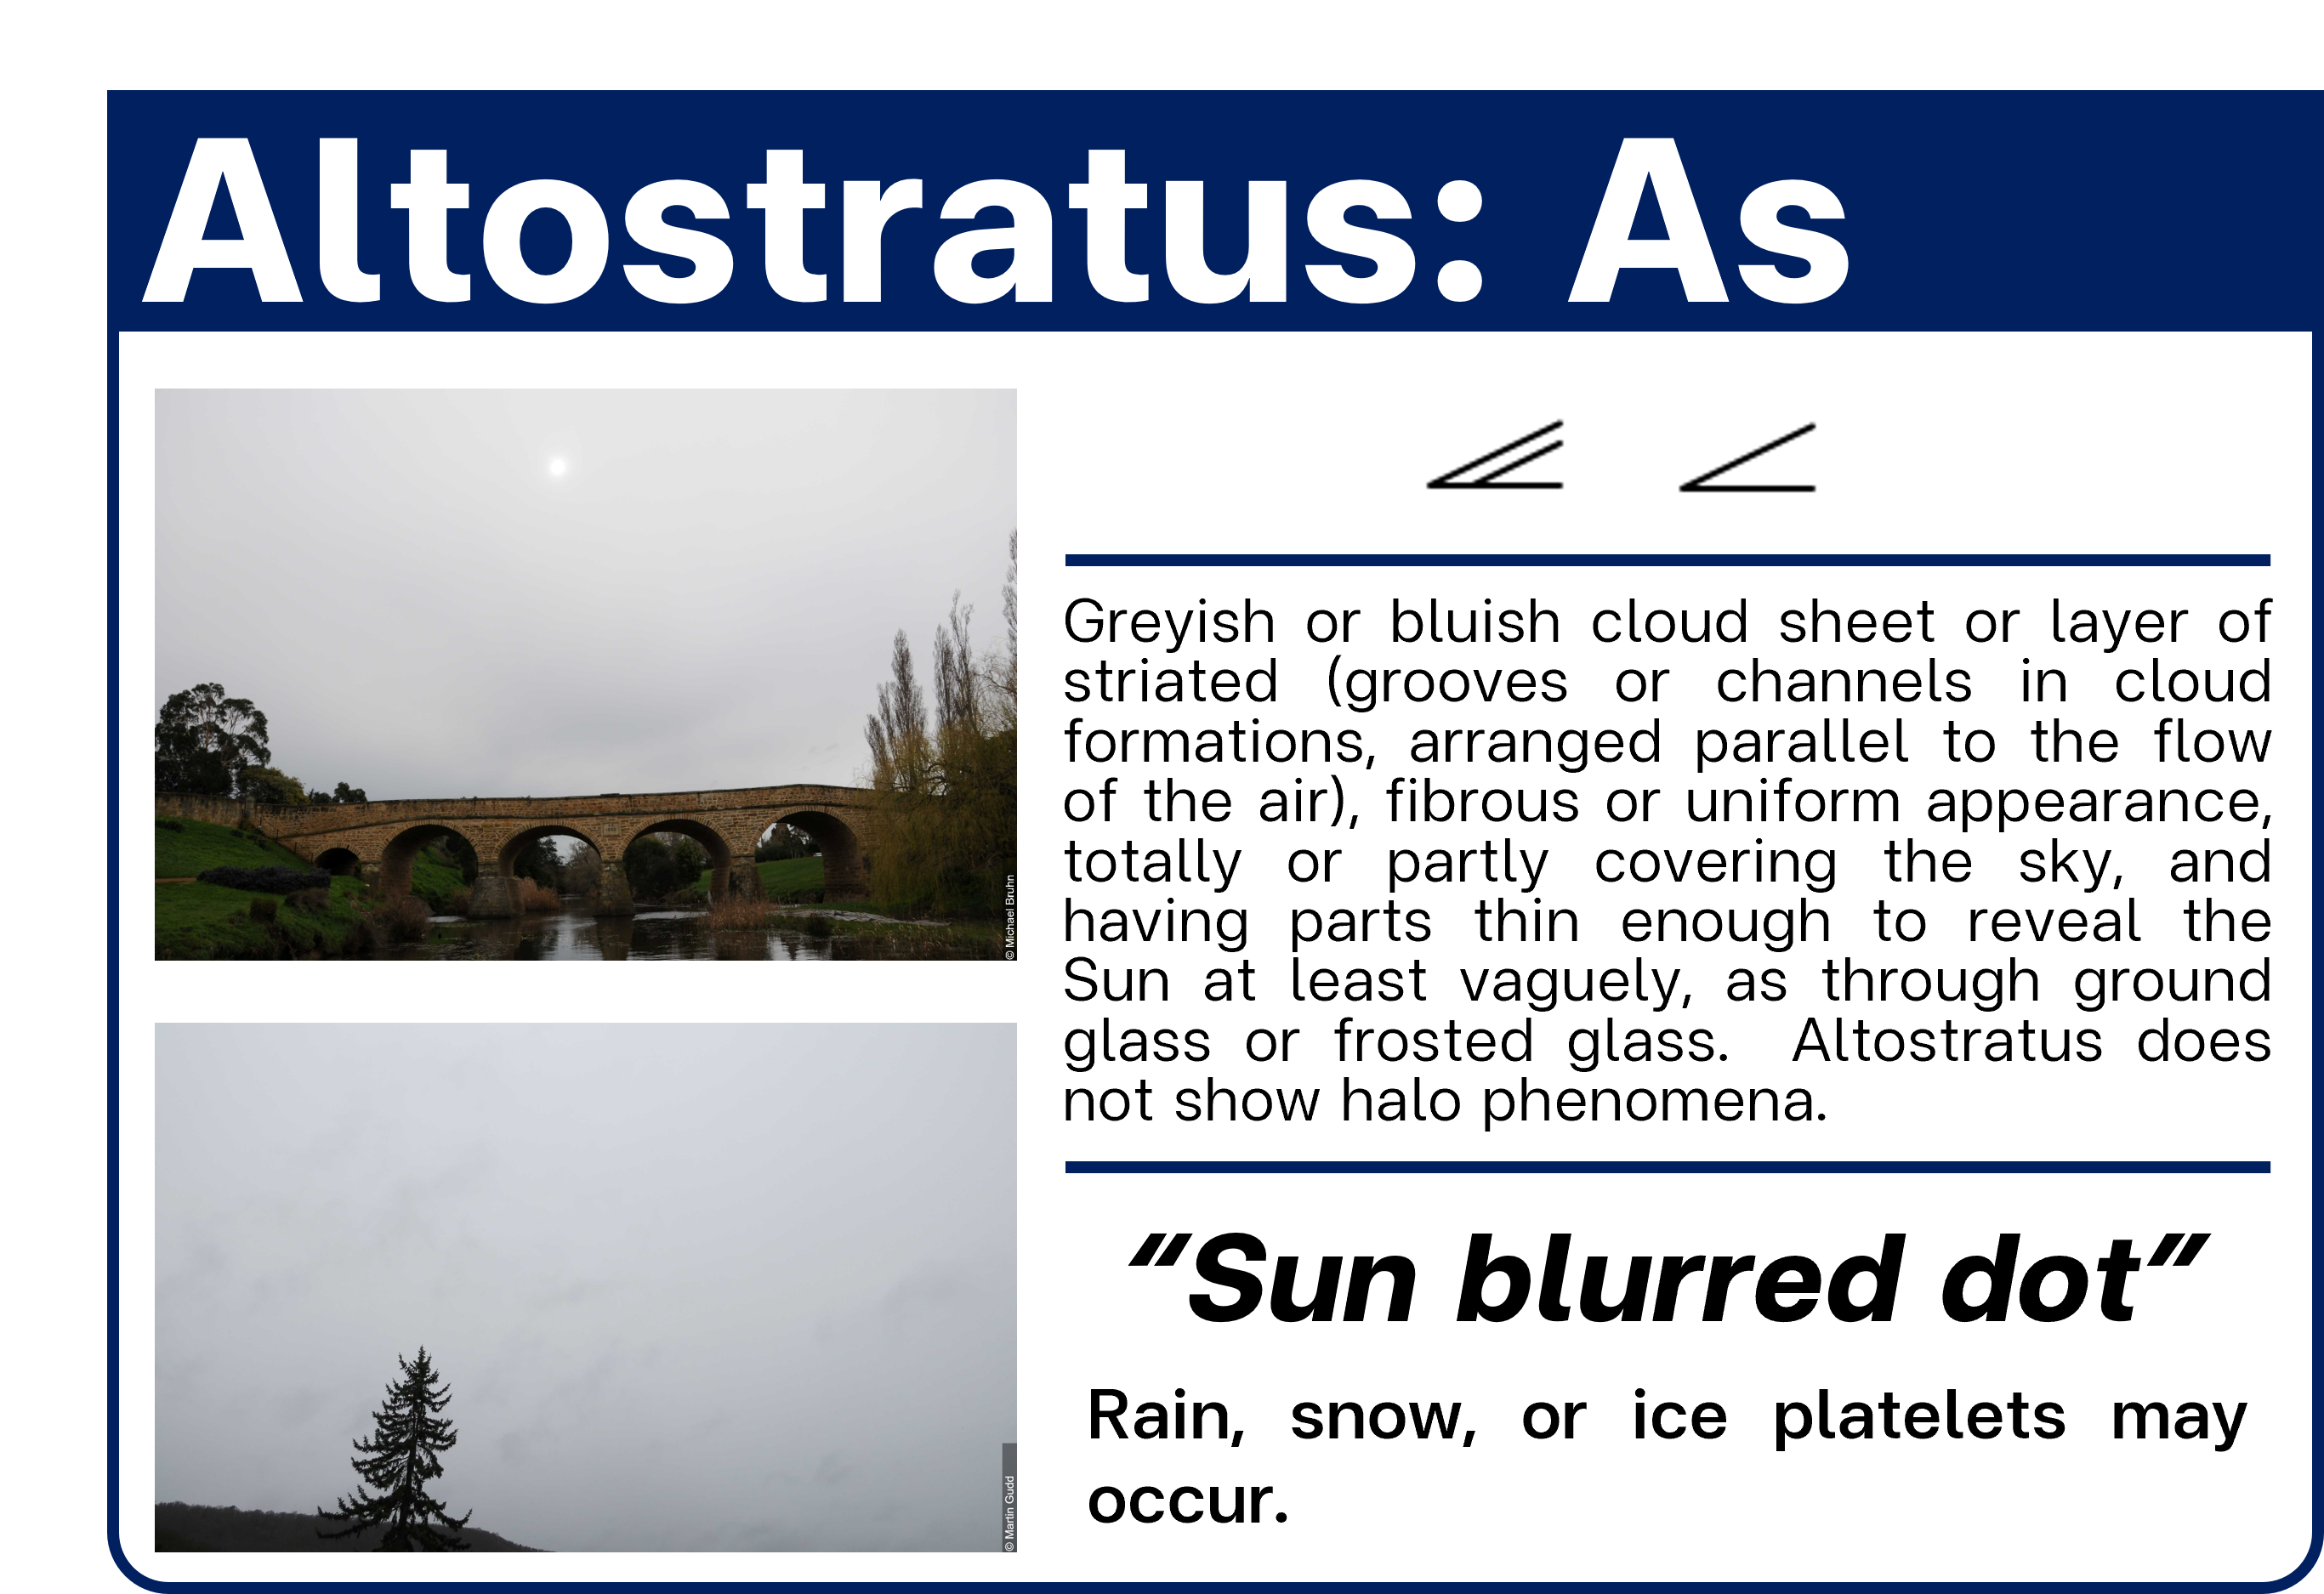 Altostratus: As
© Michael Bruhn
© Martin Gudd
Greyish or bluish cloud sheet or layer of
striated (grooves or channels in cloud
formations, arranged parallel to the flow
of the air), fibrous or uniform appearance,
totally or partly covering the sky, and
having parts thin enough to reveal the
Sun at least vaguely, as through ground
glass or frosted glass.  Altostratus does
not show halo phenomena.
“Sun blurred dot”
Rain, snow, or ice platelets may
occur.